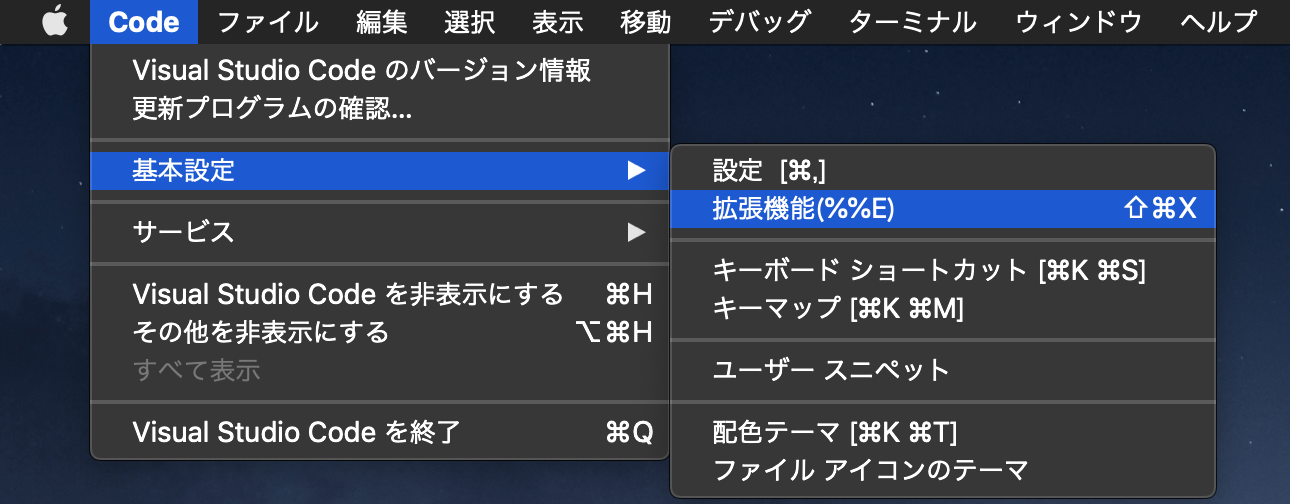 Code ファイル 編集 選択 表示 移動 デバッグ ターミナル ウィンドウ ヘルプ
Visual Studio Code のバージョン情報
更新プログラムの確認...
基本設定 ▶
サービス ▶
Visual Studio Code を非表示にする ⌘H
その他を非表示にする ⌥⌘H
すべて表示
Visual Studio Code を終了 ⌘Q
設定 [⌘,]
拡張機能(%%E) ⇧⌘X
キーボード ショートカット [⌘K ⌘S]
キーマップ [⌘K ⌘M]
ユーザー スニペット
配色テーマ [⌘K ⌘T]
ファイル アイコンのテーマ